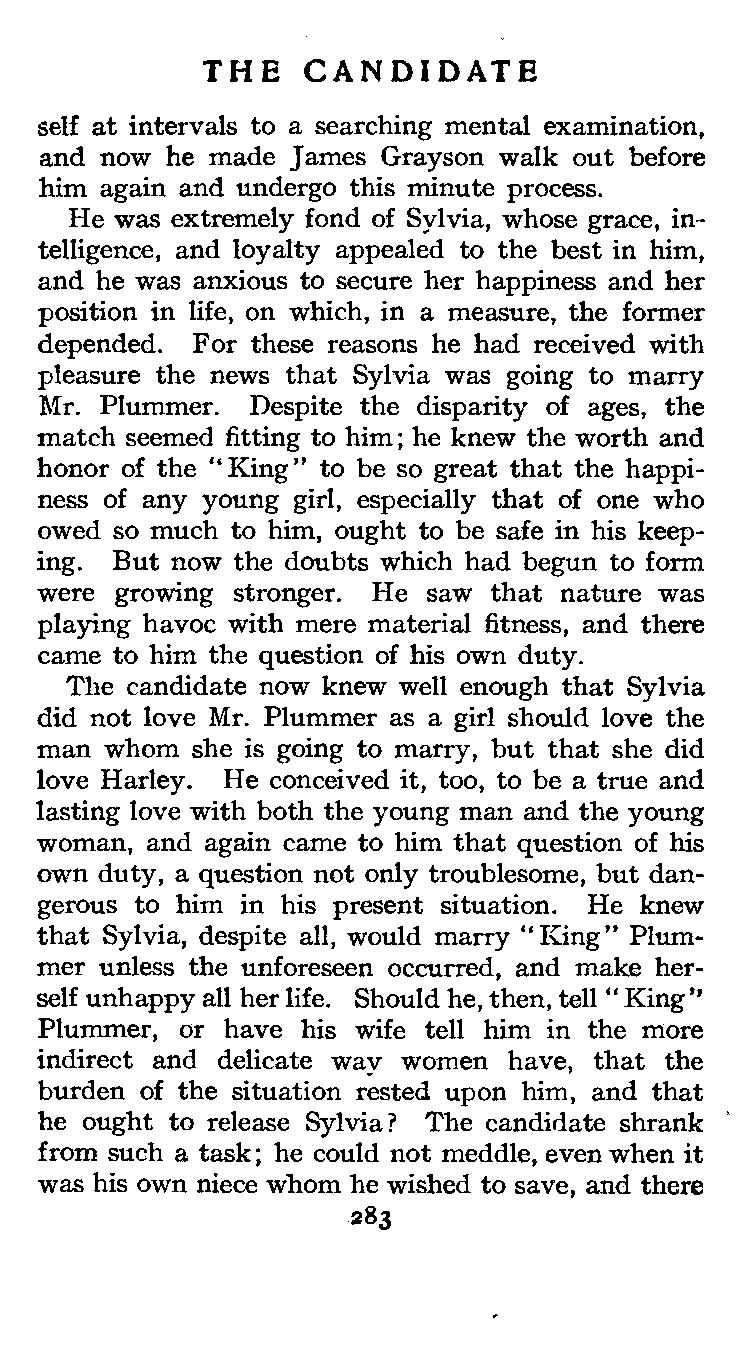 THE CANDIDATE
self at intervals to a searching mental examination,
and now he made James Grayson walk out before
him again and undergo this minute process.
He was extremely fond of Sylvia, whose grace, in-
telligence, and loyalty appealed to the best in him,
and he was anxious to secure her happiness and her
position in life, on which, in a measure, the former
depended. For these reasons he had received with
pleasure the news that Sylvia was going to marry
Mr. Plummer. Despite the disparity of ages, the
match seemed fitting to him; he knew the worth and
honor of the "King" to be so great that the happi-
ness of any young girl, especially that of one who
owed so much to him, ought to be safe in his keep-
ing. But now the doubts which had begun to form
were growing stronger. He saw that nature was
playing havoc with mere material fitness, and there
came to him the question of his own duty.
The candidate now knew well enough that Sylvia
did not love Mr. Plummer as a girl should love the
man whom she is going to marry, but that she did
love Harley. He conceived it, too, to be a true and
lasting love with both the young man and the young
woman, and again came to him that question of his
own duty, a question not only troublesome, but dan-
gerous to him in his present situation. He knew
that Sylvia, despite all, would marry "King" Plum-
mer unless the unforeseen occurred, and make her-
self unhappy all her life. Should he, then, tell "King"
Plummer, or have his wife tell him in the more
indirect and delicate way women have, that the
burden of the situation rested upon him, and that
he ought to release Sylvia? The candidate shrank
from such a task; he could not meddle, even when it
was his own niece whom he wished to save, and there
283